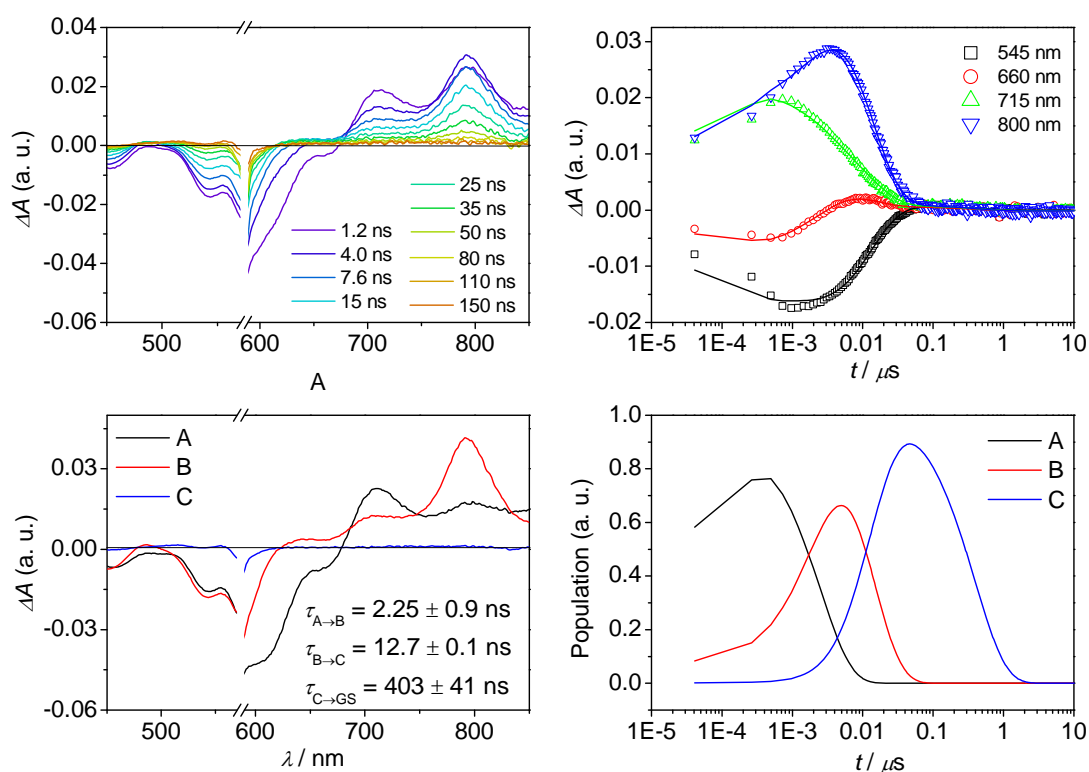 0.04
0.02
0.00
-0.02
-0.04
-0.06
ΔA (a. u.)
1.2 ns
4.0 ns
7.6 ns
15 ns
25 ns
35 ns
50 ns
80 ns
110 ns
150 ns
500 600 700 800
A
0.03
0.02
0.01
0.00
-0.01
-0.02
ΔA (a. u.)
545 nm
660 nm
715 nm
800 nm
1E-5 1E-4 1E-3 0.01 0.1 1 10
t / μs
0.03
0.00
-0.03
-0.06
ΔA (a. u.)
A
B
C
τA→B = 2.25 ± 0.9 ns
τB→C = 12.7 ± 0.1 ns
τC→GS = 403 ± 41 ns
500 600 700 800
λ / nm
1.0
0.8
0.6
0.4
0.2
0.0
Population (a. u.)
A
B
C
1E-5 1E-4 1E-3 0.01 0.1 1 10
t / μs